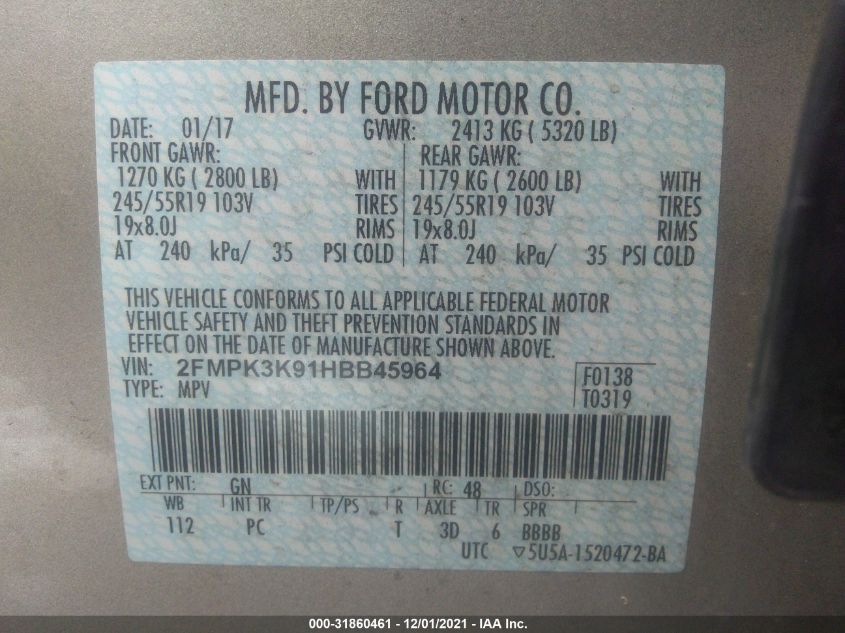 MFD. BY FORD MOTOR CO.
DATE: 01/17 GVWR: 2413 KG ( 5320 LB)
FRONT GAWR: REAR GAWR:
1270 KG ( 2800 LB) WITH 1179 KG ( 2600 LB) WITH
245/55R19 103V TIRES 245/55R19 103V TIRES
19x8.0J RIMS 19x8.0J RIMS
AT 240 kPa/ 35 PSI COLD AT 240 kPa/ 35 PSI COLD
THIS VEHICLE CONFORMS TO ALL APPLICABLE FEDERAL MOTOR
VEHICLE SAFETY AND THEFT PREVENTION STANDARDS IN
EFFECT ON THE DATE OF MANUFACTURE SHOWN ABOVE.
VIN: 2FMPK3K91HBB45964 F0138
TYPE: MPV T0319
EXT PNT: GN RC: 48 DSO:
WB INT TR TP/PS R AXLE TR SPR
112 PC T 3D 6 BBBB
UTC ▽5U5A-1520472-BA
000-31860461 - 12/01/2021 - IAA Inc.